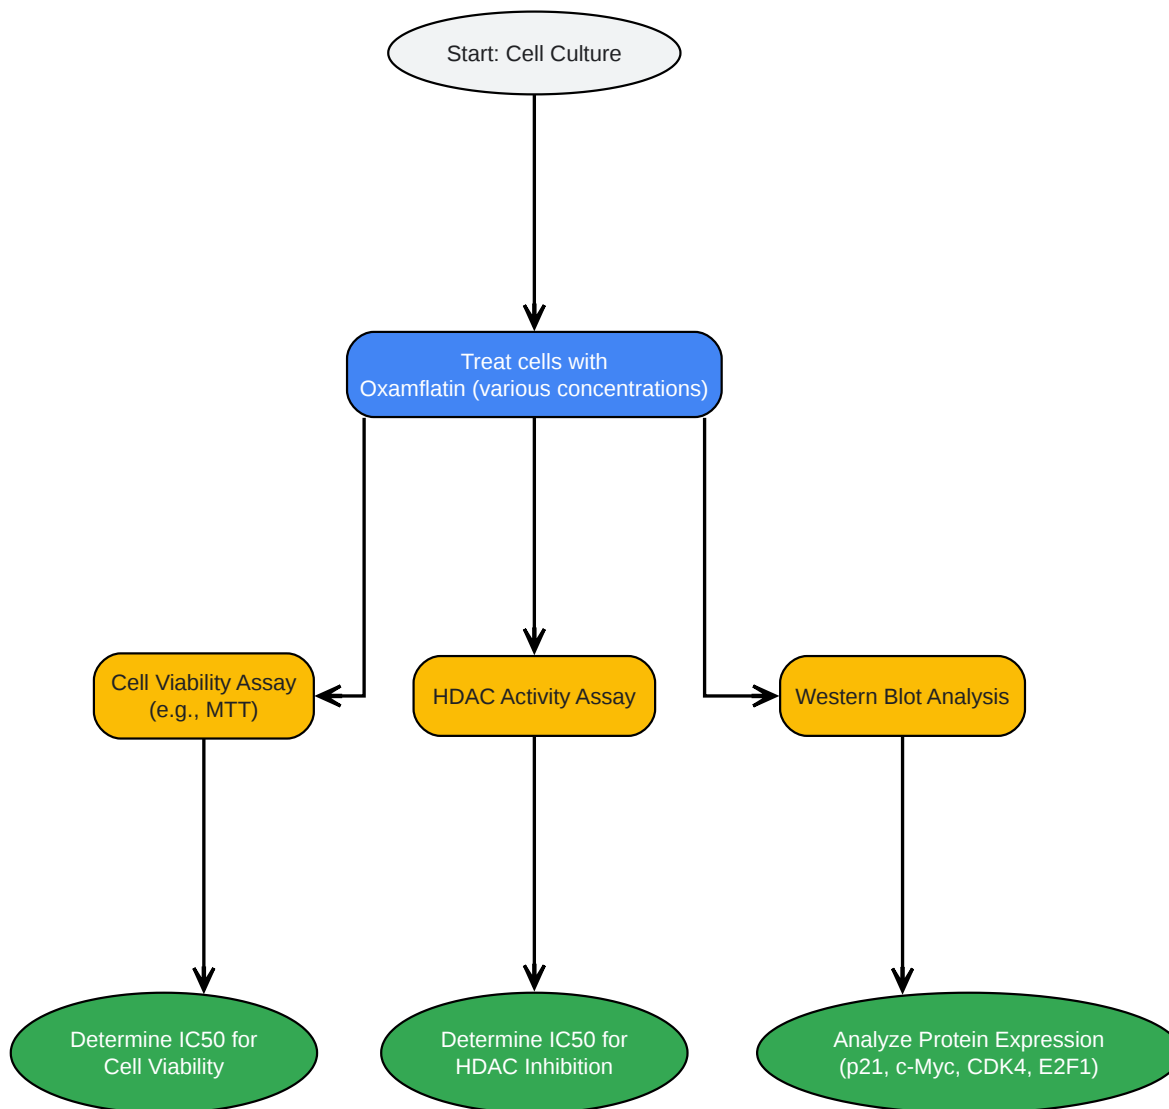 Start: Cell Culture
Treat cells with
Oxamflatin (various concentrations)
Cell Viability Assay
(e.g., MTT)
HDAC Activity Assay
Western Blot Analysis
Determine IC50 for
Cell Viability
Determine IC50 for
HDAC Inhibition
Analyze Protein Expression
(p21, c-Myc, CDK4, E2F1)